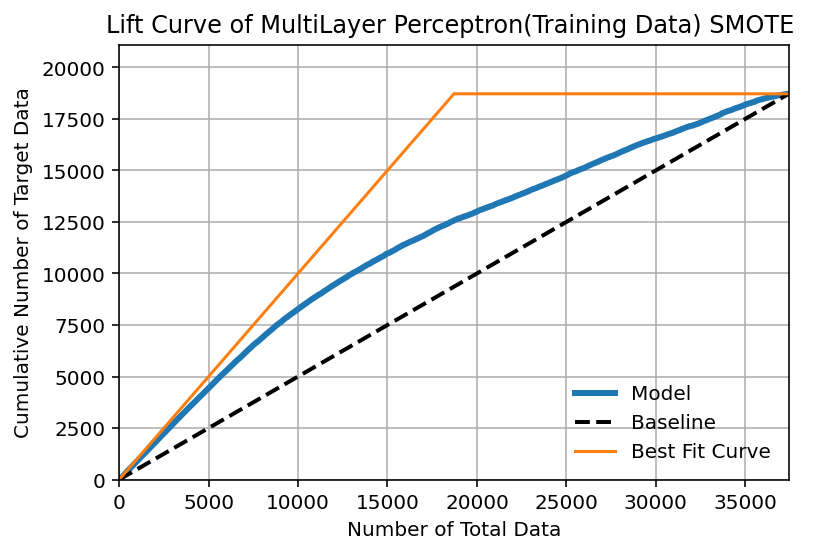 Lift Curve of MultiLayer Perceptron(Training Data) SMOTE
Cumulative Number of Target Data
20000
17500
15000
12500
10000
7500
5000
2500
0
Model
Baseline
Best Fit Curve
0 5000 10000 15000 20000 25000 30000 35000
Number of Total Data